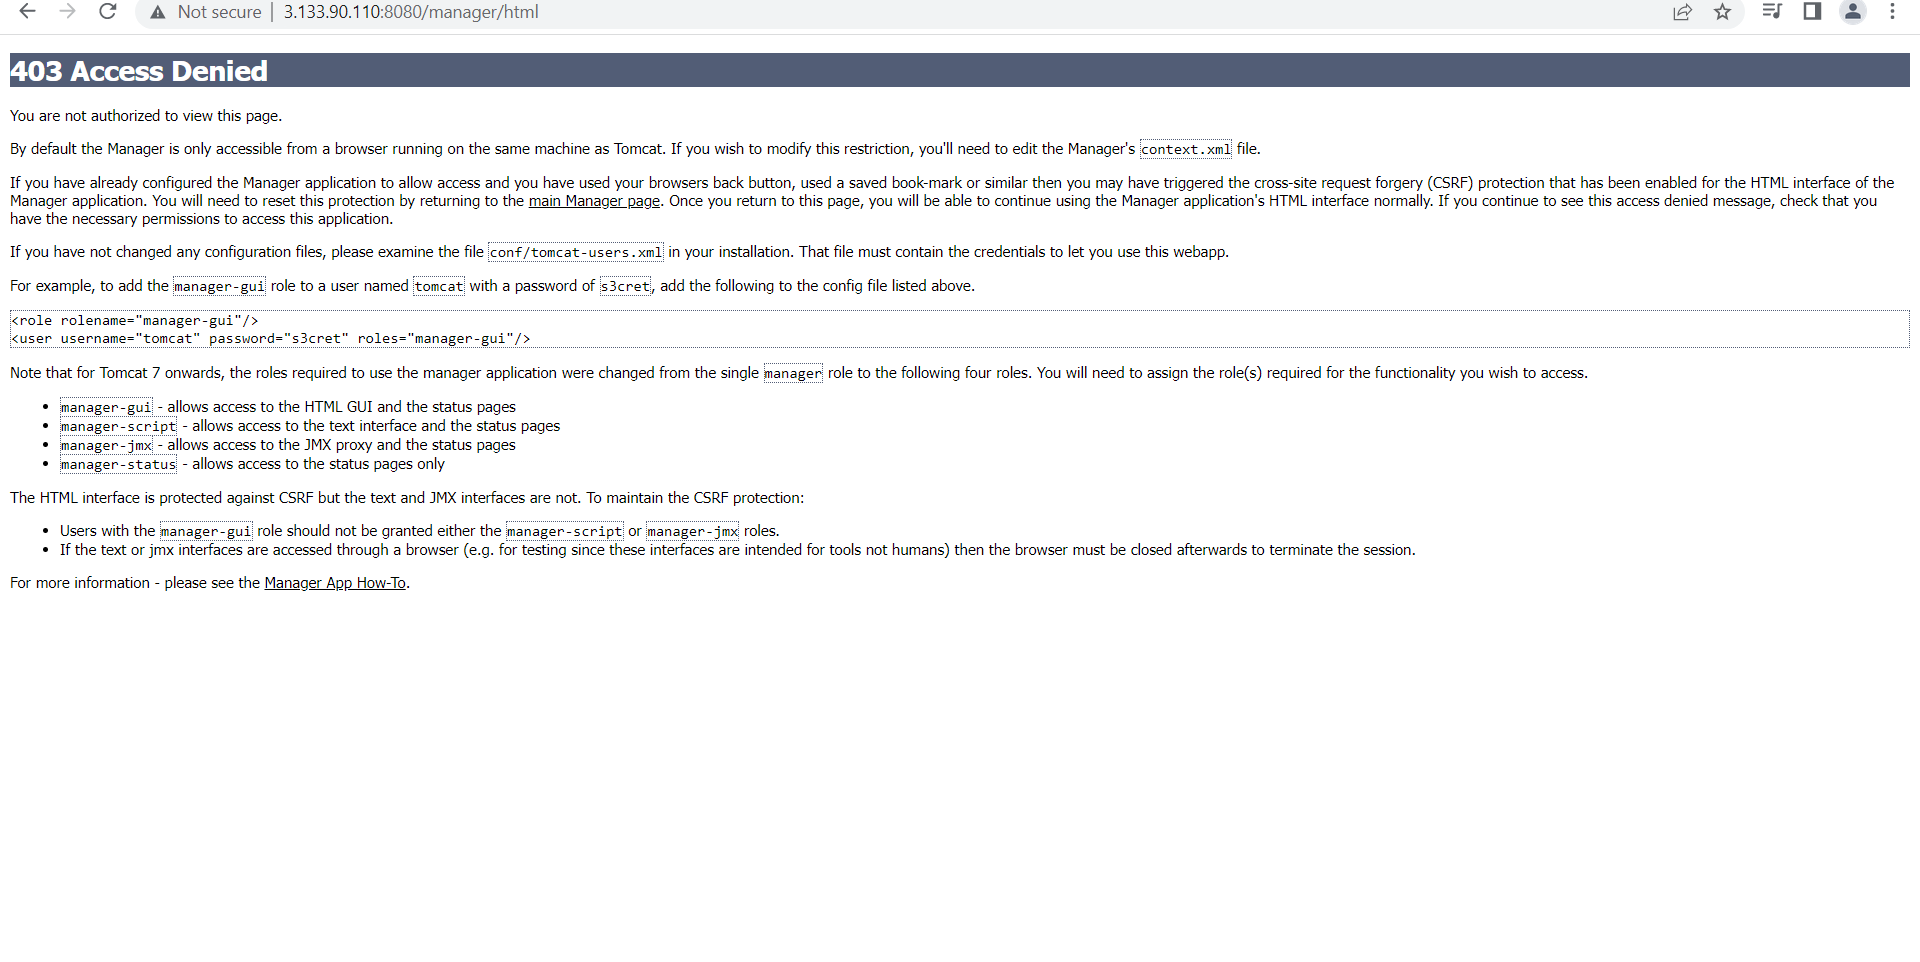 Not secure | 3.133.90.110:8080/manager/html
403 Access Denied
You are not authorized to view this page.
By default the Manager is only accessible from a browser running on the same machine as Tomcat. If you wish to modify this restriction, you'll need to edit the Manager's context.xml file.
If you have already configured the Manager application to allow access and you have used your browsers back button, used a saved book-mark or similar then you may have triggered the cross-site request forgery (CSRF) protection that has been enabled for the HTML interface of the
Manager application. You will need to reset this protection by returning to the main Manager page. Once you return to this page, you will be able to continue using the Manager application's HTML interface normally. If you continue to see this access denied message, check that you
have the necessary permissions to access this application.
If you have not changed any configuration files, please examine the file conf/tomcat-users.xml in your installation. That file must contain the credentials to let you use this webapp.
For example, to add the manager-gui role to a user named tomcat with a password of s3cret, add the following to the config file listed above.
<role rolename="manager-gui"/>
<user username="tomcat" password="s3cret" roles="manager-gui"/>
Note that for Tomcat 7 onwards, the roles required to use the manager application were changed from the single manager role to the following four roles. You will need to assign the role(s) required for the functionality you wish to access.
• manager-gui - allows access to the HTML GUI and the status pages
• manager-script - allows access to the text interface and the status pages
• manager-jmx - allows access to the JMX proxy and the status pages
• manager-status - allows access to the status pages only
The HTML interface is protected against CSRF but the text and JMX interfaces are not. To maintain the CSRF protection:
• Users with the manager-gui role should not be granted either the manager-script or manager-jmx roles.
• If the text or jmx interfaces are accessed through a browser (e.g. for testing since these interfaces are intended for tools not humans) then the browser must be closed afterwards to terminate the session.
For more information - please see the Manager App How-To.